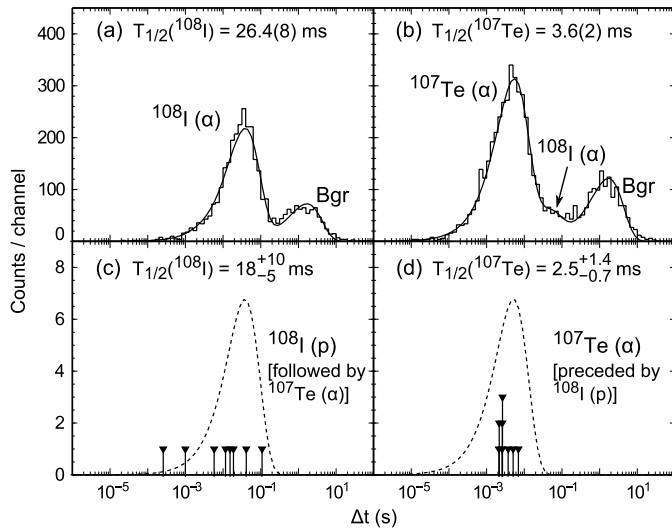 (a) T1/2(108I) = 26.4(8) ms
(b) T1/2(107Te) = 3.6(2) ms
450
300
200
100
0
Counts / channel
108I (α)
Bgr
107Te (α)
108I (α)
Bgr
(c) T1/2(108I) = 18+10−5 ms
(d) T1/2(107Te) = 2.5+1.4−0.7 ms
8
6
4
2
0
108I (p)
[followed by
107Te (α)]
107Te (α)
[preceded by
108I (p)]
10−5 10−3 10−1 101
10−5 10−3 10−1 101
Δt (s)